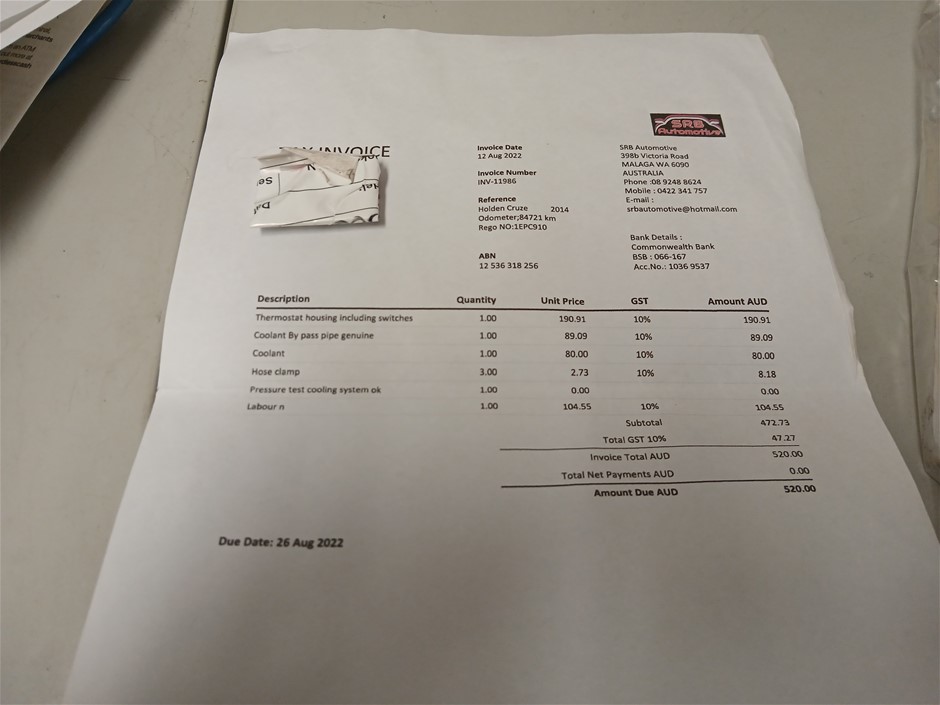 TAX INVOICE
Invoice Date
12 Aug 2022
Invoice Number
INV-11986
Reference
Holden Cruze 2014
Odometer;84721 km
Rego NO:1EPC910
ABN
12 536 318 256
SRB
Automotive
SRB Automotive
398b Victoria Road
MALAGA WA 6090
AUSTRALIA
Phone :08 9248 8624
Mobile : 0422 341 757
E-mail :
srbautomotive@hotmail.com
Bank Details :
Commonwealth Bank
BSB : 066-167
Acc.No.: 1036 9537
Description Quantity Unit Price GST Amount AUD
Thermostat housing including switches 1.00 190.91 10% 190.91
Coolant By pass pipe genuine 1.00 89.09 10% 89.09
Coolant 1.00 80.00 10% 80.00
Hose clamp 3.00 2.73 10% 8.18
Pressure test cooling system ok 1.00 0.00 0.00
Labour n 1.00 104.55 10% 104.55
Subtotal 472.73
Total GST 10% 47.27
Invoice Total AUD 520.00
Total Net Payments AUD 0.00
Amount Due AUD 520.00
Due Date: 26 Aug 2022